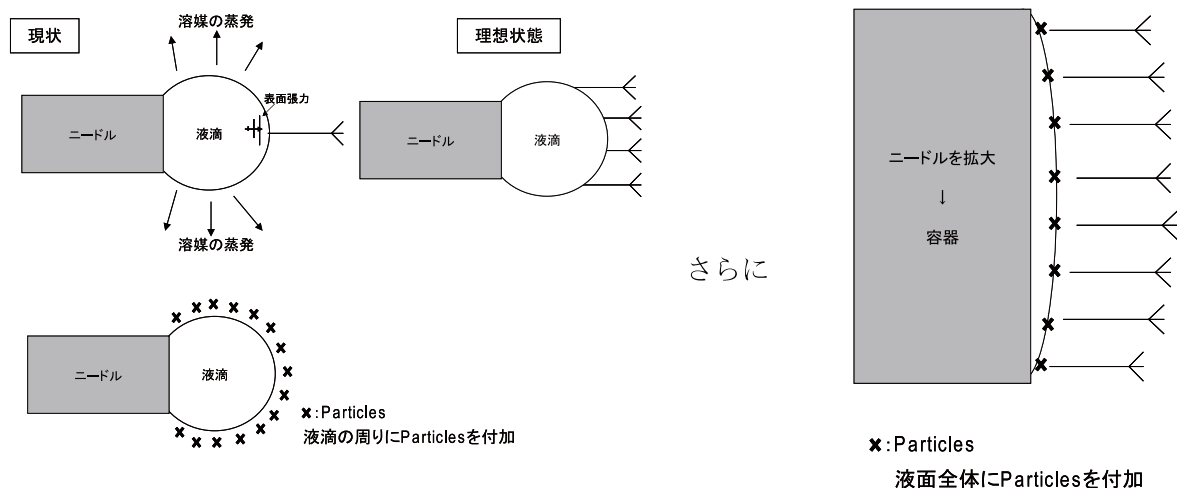 現状
溶媒の蒸発
表面張力
ニードル
液滴
溶媒の蒸発
理想状態
ニードル
液滴
ニードル
液滴
×:Particles
液滴の周りにParticlesを付加
さらに
ニードルを拡大
↓
容器
×:Particles
液面全体にParticlesを付加